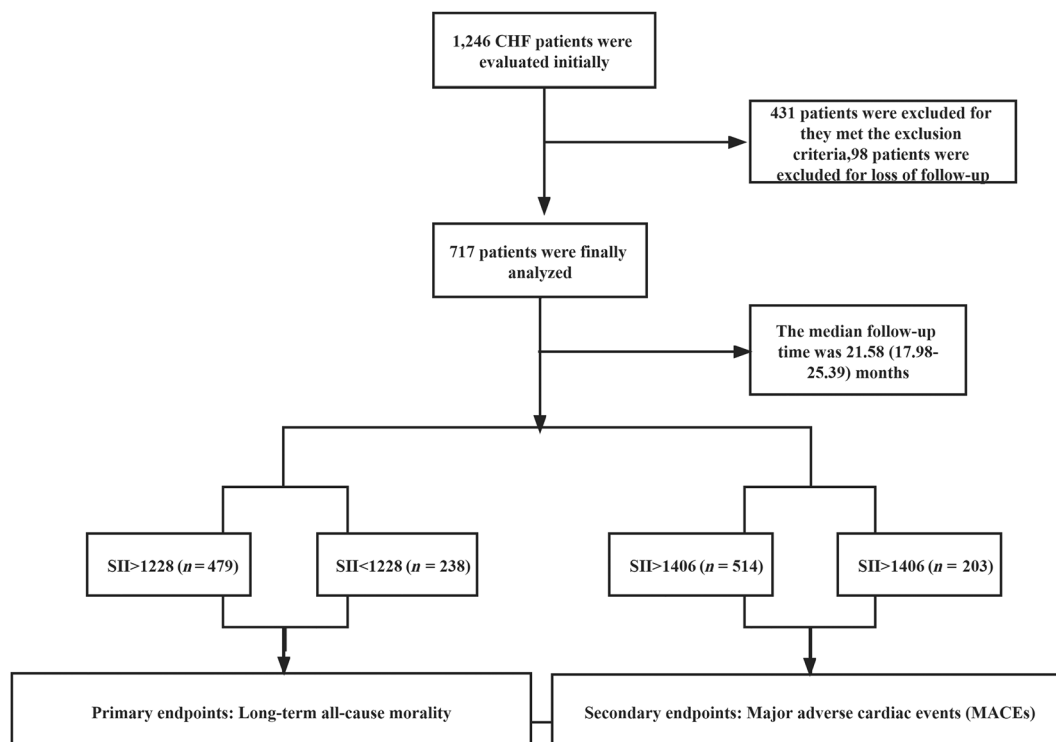 1,246 CHF patients were
evaluated initially
431 patients were excluded for
they met the exclusion
criteria,98 patients were
excluded for loss of follow-up
717 patients were finally
analyzed
The median follow-up
time was 21.58 (17.98-
25.39) months
SII>1228 (n = 479)
SII<1228 (n = 238)
SII>1406 (n = 514)
SII>1406 (n = 203)
Primary endpoints: Long-term all-cause morality
Secondary endpoints: Major adverse cardiac events (MACEs)